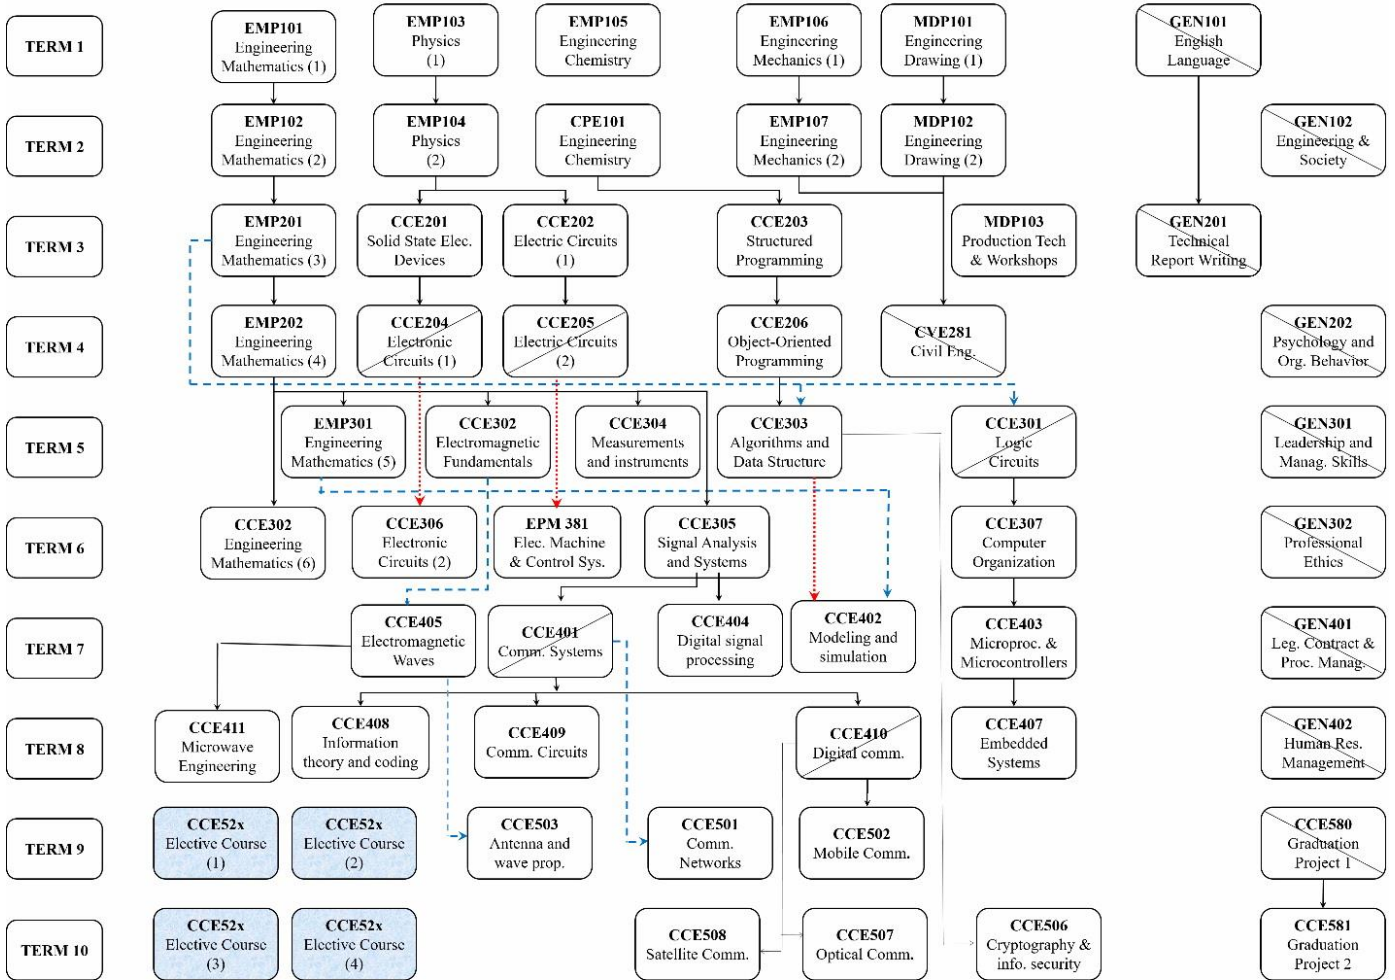 TERM 1
EMP101
Engineering
Mathematics (1)
EMP103
Physics
(1)
EMP105
Engineering
Chemistry
EMP106
Engineering
Mechanics (1)
MDP101
Engineering
Drawing (1)
GEN101
English
Language
TERM 2
EMP102
Engineering
Mathematics (2)
EMP104
Physics
(2)
CPE101
Engineering
Chemistry
EMP107
Engineering
Mechanics (2)
MDP102
Engineering
Drawing (2)
GEN102
Engineering &
Society
TERM 3
EMP201
Engineering
Mathematics (3)
CCE201
Solid State Elec.
Devices
CCE202
Electric Circuits
(1)
CCE203
Structured
Programming
MDP103
Production Tech
& Workshops
GEN201
Technical
Report Writing
TERM 4
EMP202
Engineering
Mathematics (4)
CCE204
Electronic
Circuits (1)
CCE205
Electric Circuits
(2)
CCE206
Object-Oriented
Programming
CVE281
Civil Eng.
GEN202
Psychology and
Org. Behavior
TERM 5
EMP301
Engineering
Mathematics (5)
CCE302
Electromagnetic
Fundamentals
CCE304
Measurements
and instruments
CCE303
Algorithms and
Data Structure
CCE301
Logic
Circuits
GEN301
Leadership and
Manag. Skills
TERM 6
CCE302
Engineering
Mathematics (6)
CCE306
Electronic
Circuits (2)
EPM 381
Elec. Machine
& Control Sys.
CCE305
Signal Analysis
and Systems
CCE307
Computer
Organization
GEN302
Professional
Ethics
TERM 7
CCE405
Electromagnetic
Waves
CCE401
Comm. Systems
CCE404
Digital signal
processing
CCE402
Modeling and
simulation
CCE403
Microproc. &
Microcontrollers
GEN401
Leg. Contract &
Proc. Manag.
TERM 8
CCE411
Microwave
Engineering
CCE408
Information
theory and coding
CCE409
Comm. Circuits
CCE410
Digital comm.
CCE407
Embedded
Systems
GEN402
Human Res.
Management
TERM 9
CCE52x
Elective Course
(1)
CCE52x
Elective Course
(2)
CCE503
Antenna and
wave prop.
CCE501
Comm.
Networks
CCE502
Mobile Comm.
CCE580
Graduation
Project 1
TERM 10
CCE52x
Elective Course
(3)
CCE52x
Elective Course
(4)
CCE508
Satellite Comm.
CCE507
Optical Comm.
CCE506
Cryptography &
info. security
CCE581
Graduation
Project 2